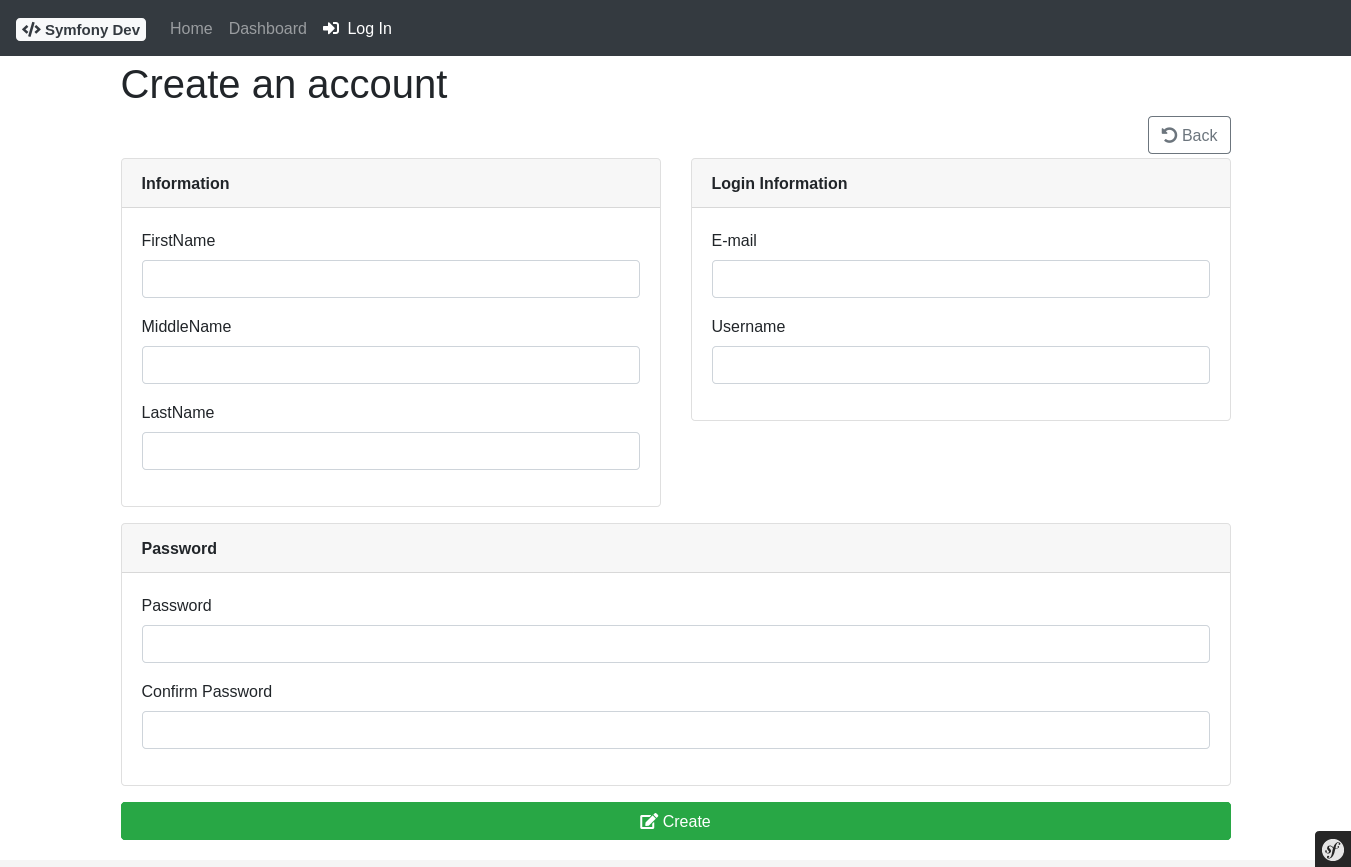 Symfony Dev Home Dashboard Log In
Create an account
Back
Information
FirstName
MiddleName
LastName
Login Information
E-mail
Username
Password
Password
Confirm Password
Create
sf